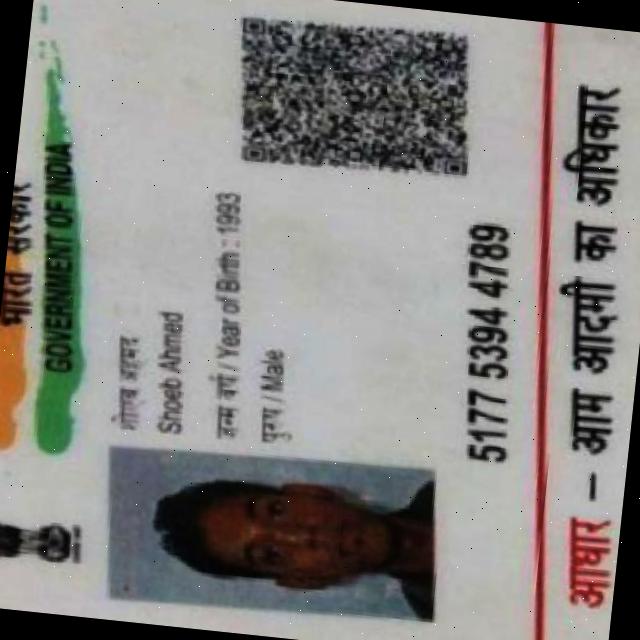 भारत सरकार
GOVERNMENT OF INDIA
शोएब अहमद
Shoeb Ahmed
जन्म वर्ष / Year of Birth : 1993
पुरुष / Male
5177 5394 4789
आधार – आम आदमी का अधिकार